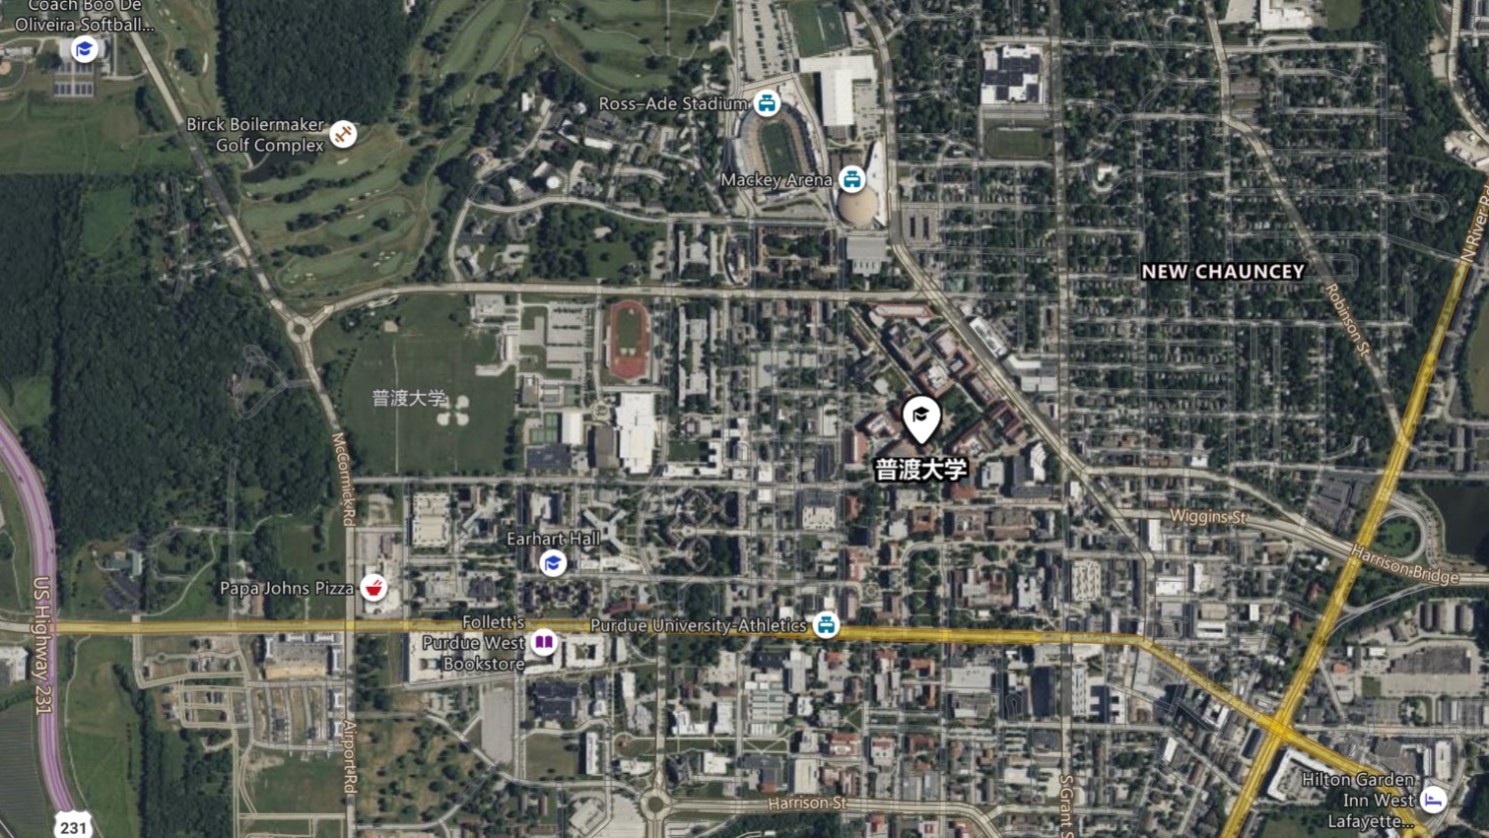 Coach Boo De
Oliveira Softball...
Ross–Ade Stadium
Birck Boilermaker
Golf Complex
Mackey Arena
N River Rd
NEW CHAUNCEY
Robinson St
普渡大学
McCormick Rd
普渡大学
Wiggins St
Earhart Hall
Harrison Bridge
Papa Johns Pizza
US Highway 231
Follett's
Purdue West
Bookstore
Purdue University-Athletics
Airport Rd
Hilton Garden
Inn West
Lafayette...
Harrison St
S Grant S
231